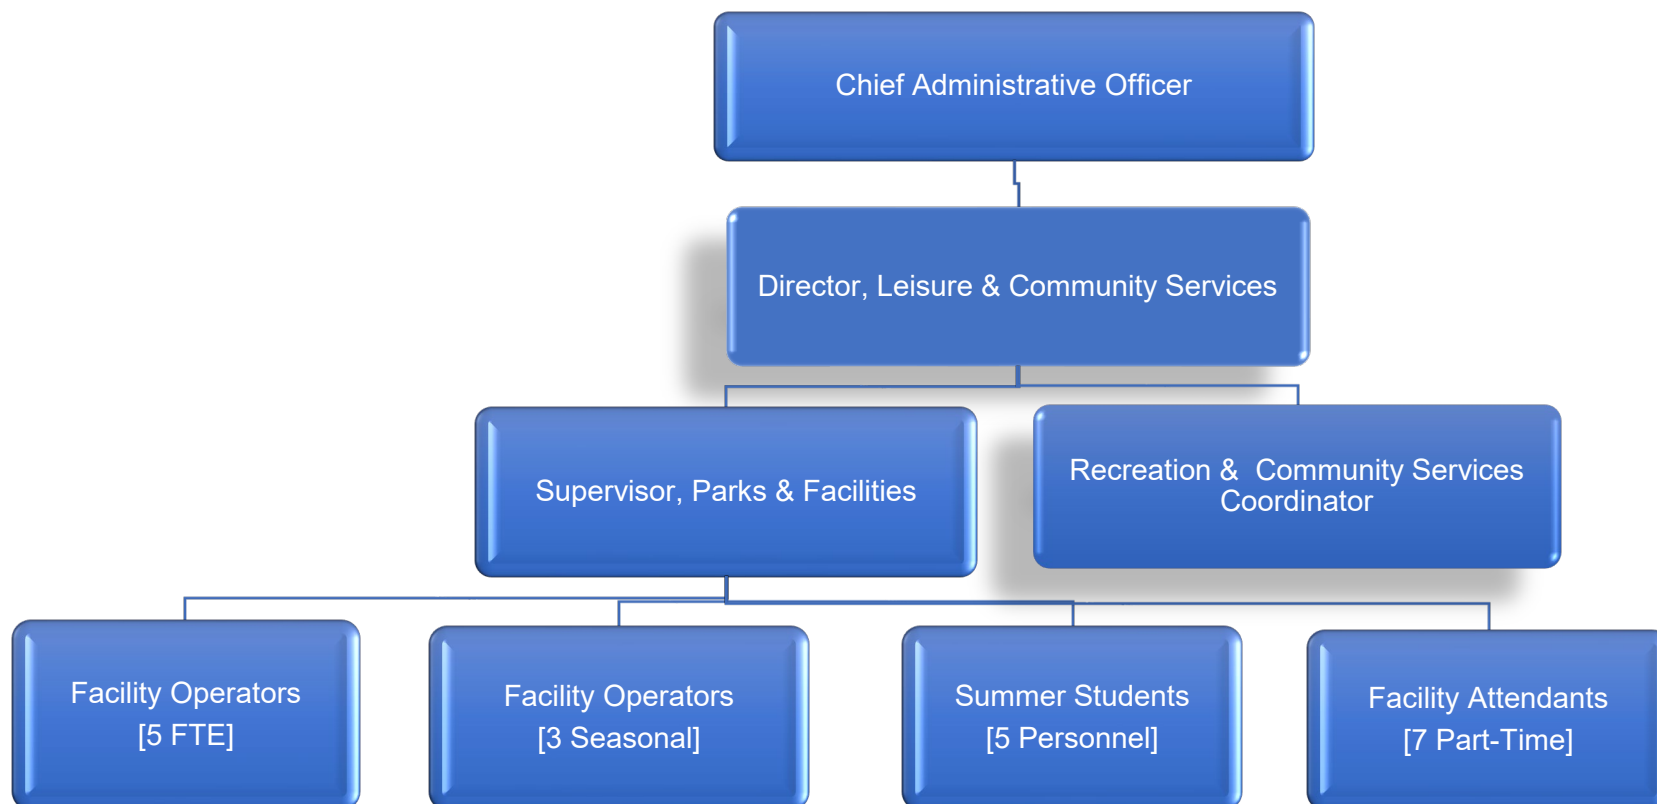 Chief Administrative Officer
Director, Leisure & Community Services
Supervisor, Parks & Facilities
Recreation &  Community Services
Coordinator
Facility Operators
[5 FTE]
Facility Operators
[3 Seasonal]
Summer Students
[5 Personnel]
Facility Attendants
[7 Part-Time]